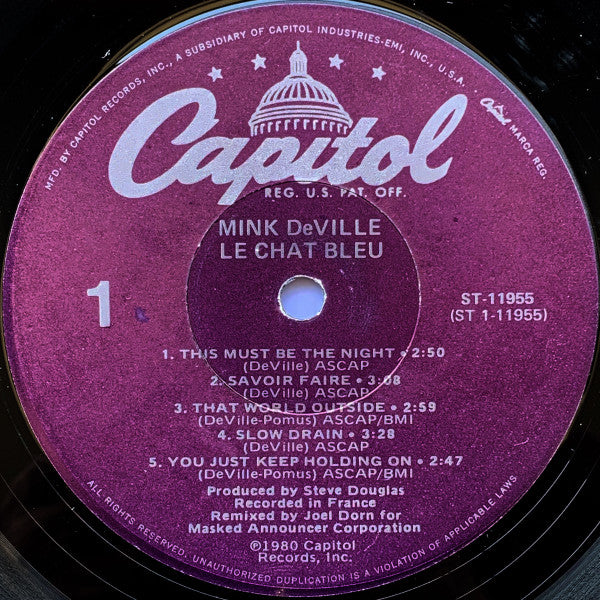 MFD. BY CAPITOL RECORDS, INC., A SUBSIDIARY OF CAPITOL INDUSTRIES-EMI, INC., U.S.A.
Capitol MARCA REG.
Capitol
REG. U.S. PAT. OFF.
MINK DeVILLE
LE CHAT BLEU
1
ST-11955
(ST 1-11955)
1. THIS MUST BE THE NIGHT • 2:50
(DeVille) ASCAP
2. SAVOIR FAIRE • 3:08
(DeVille) ASCAP
3. THAT WORLD OUTSIDE • 2:59
(DeVille-Pomus) ASCAP/BMI
4. SLOW DRAIN • 3:28
(DeVille) ASCAP
5. YOU JUST KEEP HOLDING ON • 2:47
(DeVille-Pomus) ASCAP/BMI
Produced by Steve Douglas
Recorded in France
Remixed by Joel Dorn for
Masked Announcer Corporation
℗1980 Capitol
Records, Inc.
ALL RIGHTS RESERVED. UNAUTHORIZED DUPLICATION IS A VIOLATION OF APPLICABLE LAWS